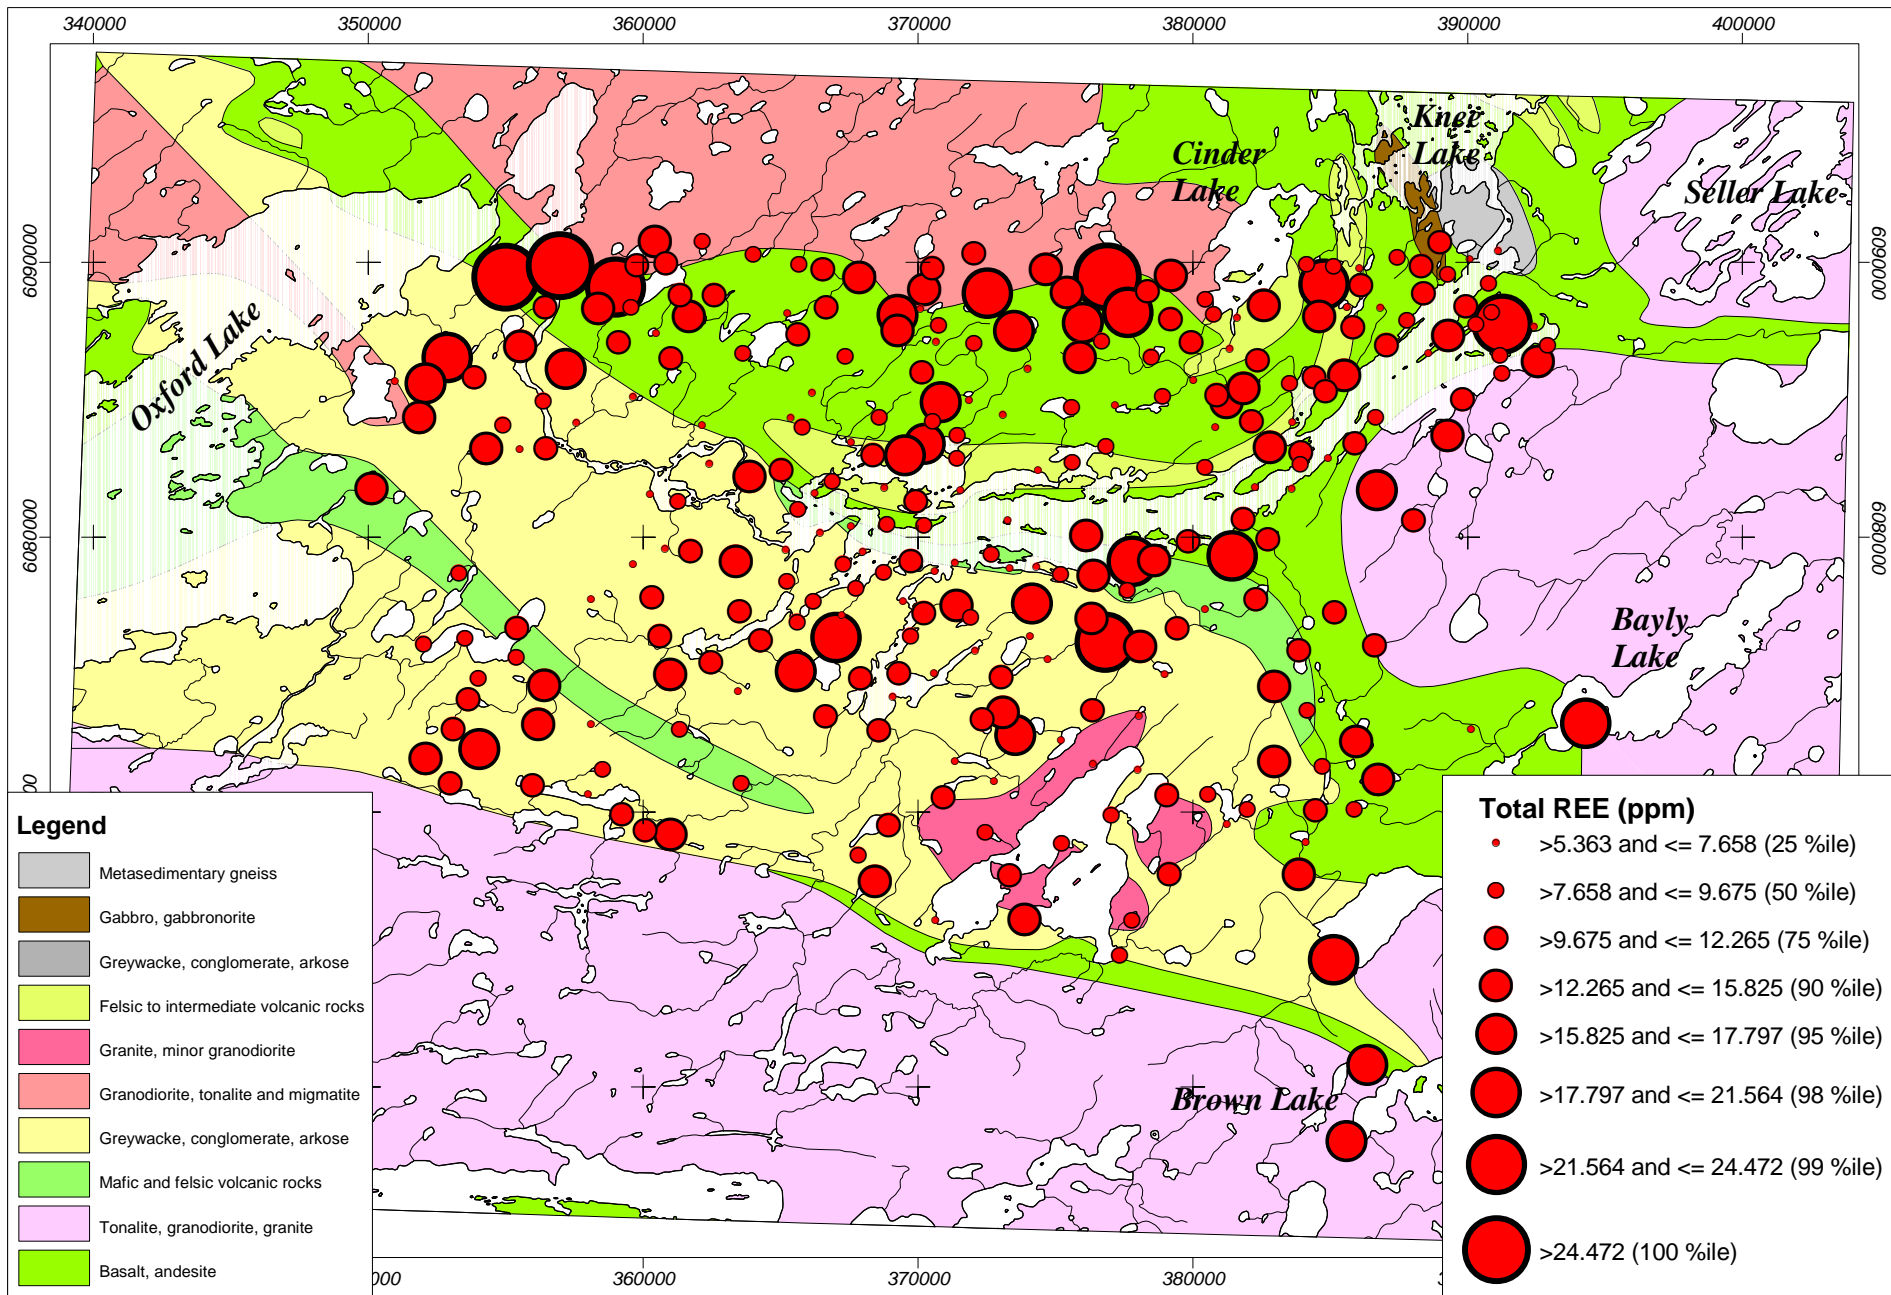 340000 350000 360000 370000 380000 390000 400000
Knee
Lake
Cinder
Lake
Seller Lake
6090000
6090000
Oxford Lake
6080000
6080000
Bayly
Lake
Brown Lake
Legend
Metasedimentary gneiss
Gabbro, gabbronorite
Greywacke, conglomerate, arkose
Felsic to intermediate volcanic rocks
Granite, minor granodiorite
Granodiorite, tonalite and migmatite
Greywacke, conglomerate, arkose
Mafic and felsic volcanic rocks
Tonalite, granodiorite, granite
Basalt, andesite
Total REE (ppm)
>5.363 and <= 7.658 (25 %ile)
>7.658 and <= 9.675 (50 %ile)
>9.675 and <= 12.265 (75 %ile)
>12.265 and <= 15.825 (90 %ile)
>15.825 and <= 17.797 (95 %ile)
>17.797 and <= 21.564 (98 %ile)
>21.564 and <= 24.472 (99 %ile)
>24.472 (100 %ile)
360000 370000 380000